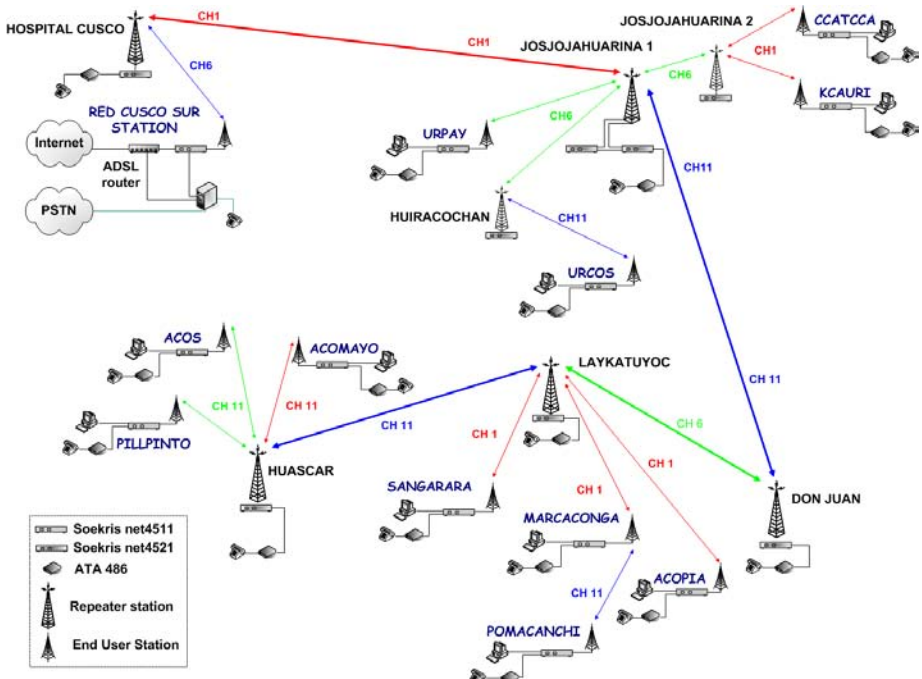 HOSPITAL CUSCO
CH1
CH1
CH6
RED CUSCO SUR
STATION
Internet
ADSL
router
PSTN
JOSJOJAHUARINA 1
JOSJOJAHUARINA 2
CH6
CH1
CCATCCA
KCAURI
CH6
URPAY
CH11
HUIRACOCHAN
CH11
URCOS
ACOS
ACOMAYO
CH 11
CH 11
PILLPINTO
HUASCAR
CH 11
LAYKATUYOC
CH 11
CH 6
CH 1
CH 1
CH 1
SANGARARA
MARCACONGA
DON JUAN
ACOPIA
CH 11
POMACANCHI
Soekris net4511
Soekris net4521
ATA 486
Repeater station
End User Station